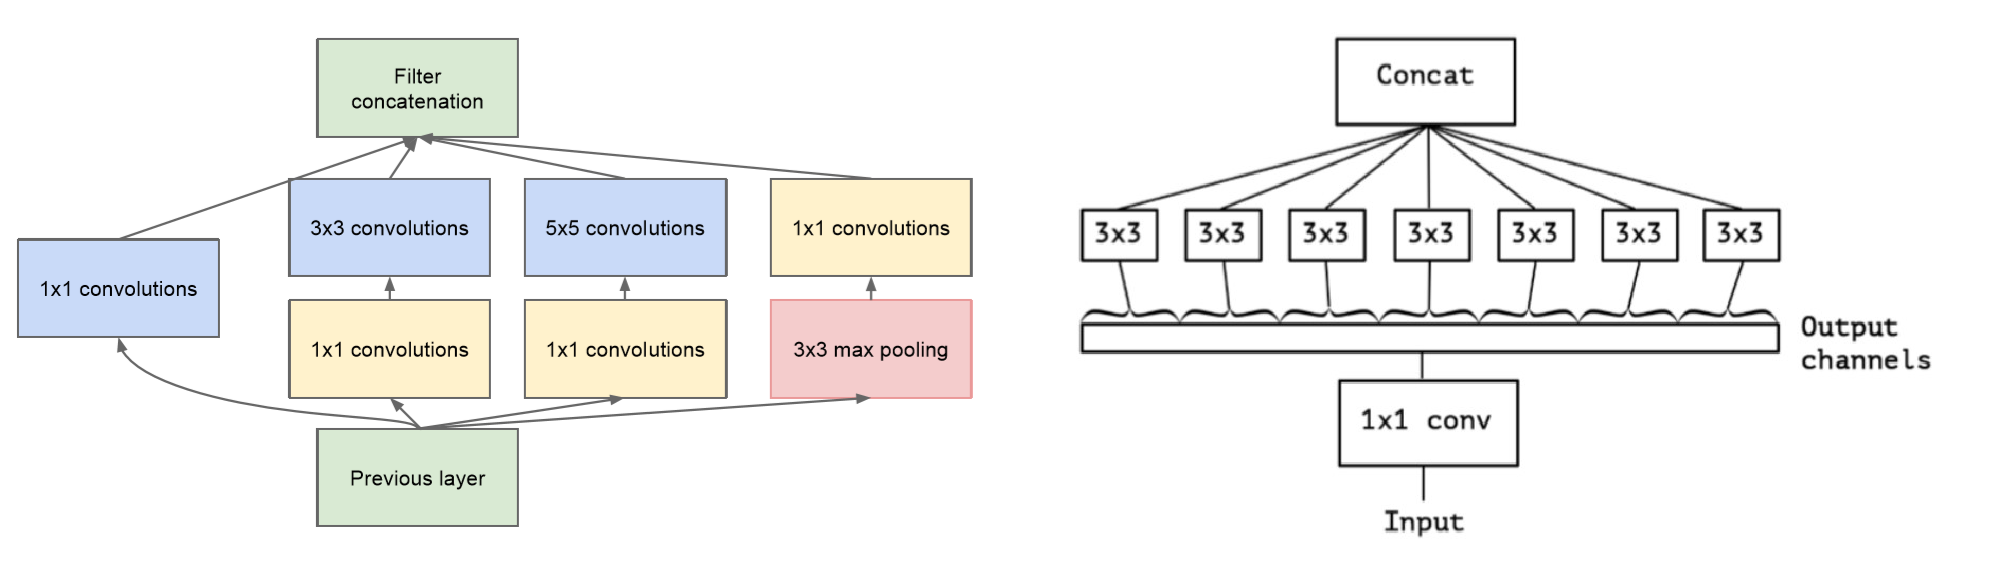 Filter
concatenation
1x1 convolutions
3x3 convolutions
5x5 convolutions
1x1 convolutions
1x1 convolutions
1x1 convolutions
3x3 max pooling
Previous layer
Concat
3x3
3x3
3x3
3x3
3x3
3x3
3x3
Output
channels
1x1 conv
Input